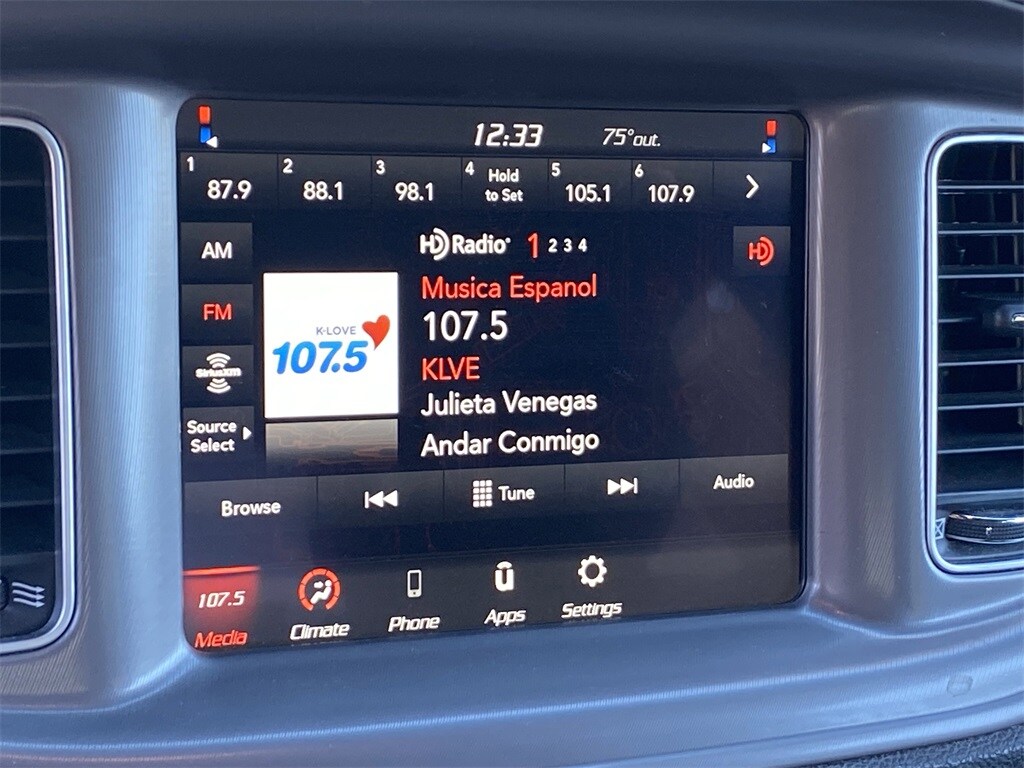 12:33 75°out.
1 87.9
2 88.1
3 98.1
4 Hold
to Set
5 105.1
6 107.9
AM
FM
SiriusXM
Source
Select
HD Radio 1 2 3 4
HD
K-LOVE
107.5
Musica Espanol
107.5
KLVE
Julieta Venegas
Andar Conmigo
Browse
Tune
Audio
107.5
Media
Climate
Phone
Apps
Settings